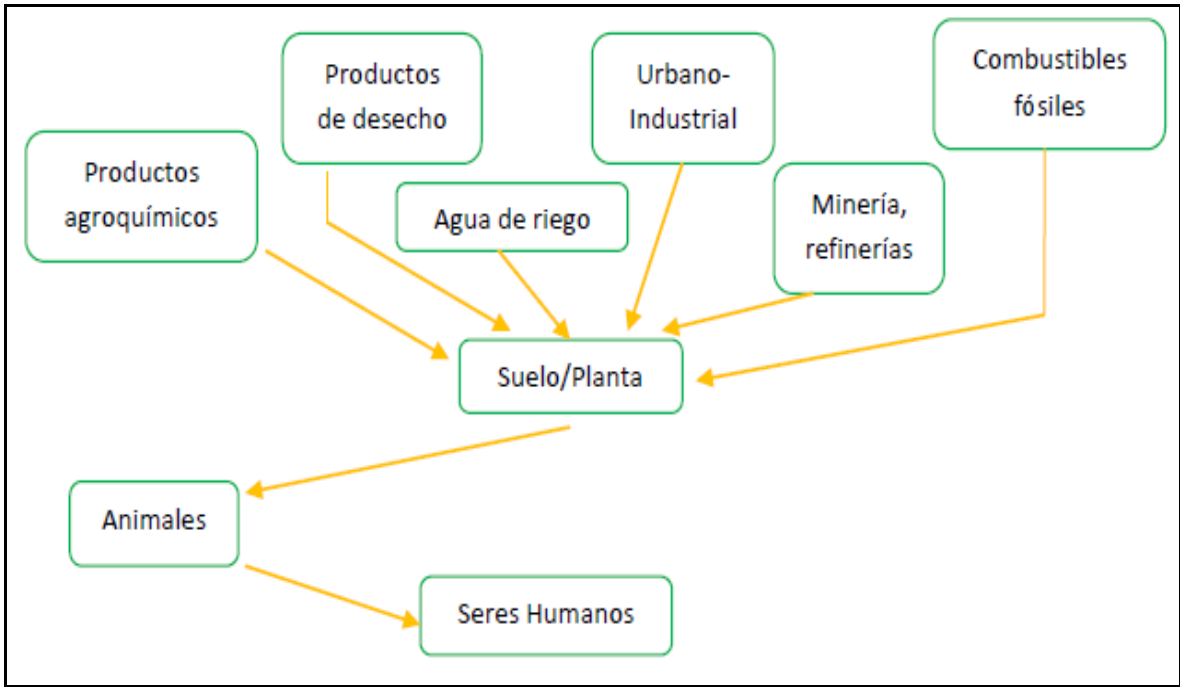 Productos
de desecho
Urbano-
Industrial
Combustibles
fósiles
Productos
agroquímicos
Agua de riego
Minería,
refinerías
Suelo/Planta
Animales
Seres Humanos